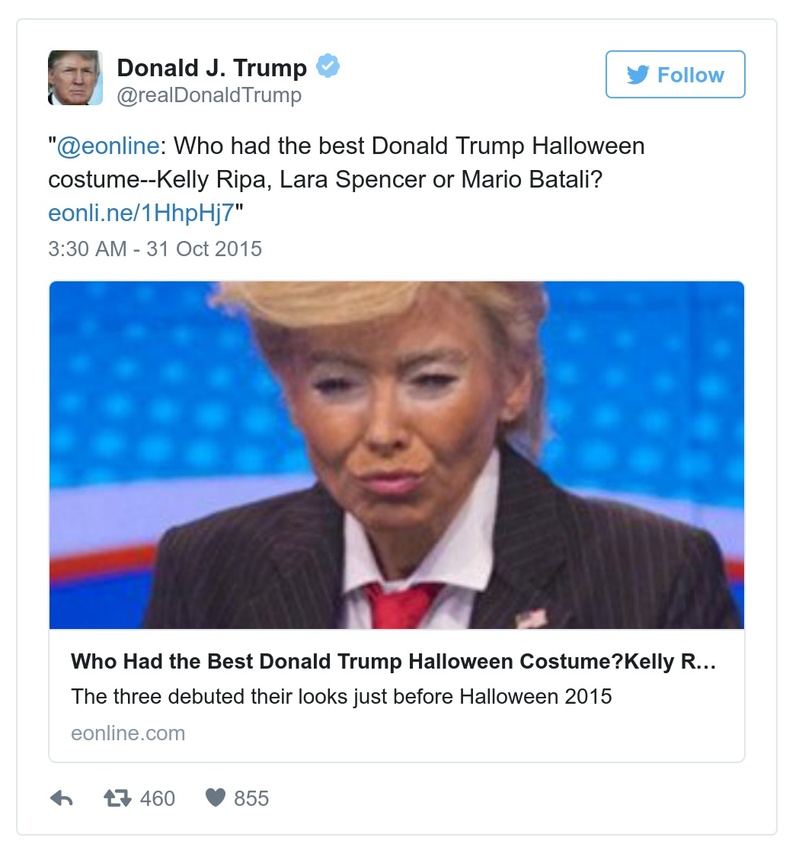 Donald J. Trump
@realDonaldTrump
Follow
"@eonline: Who had the best Donald Trump Halloween
costume--Kelly Ripa, Lara Spencer or Mario Batali?
eonli.ne/1HhpHj7"
3:30 AM - 31 Oct 2015
Who Had the Best Donald Trump Halloween Costume?Kelly R…
The three debuted their looks just before Halloween 2015
eonline.com
460
855